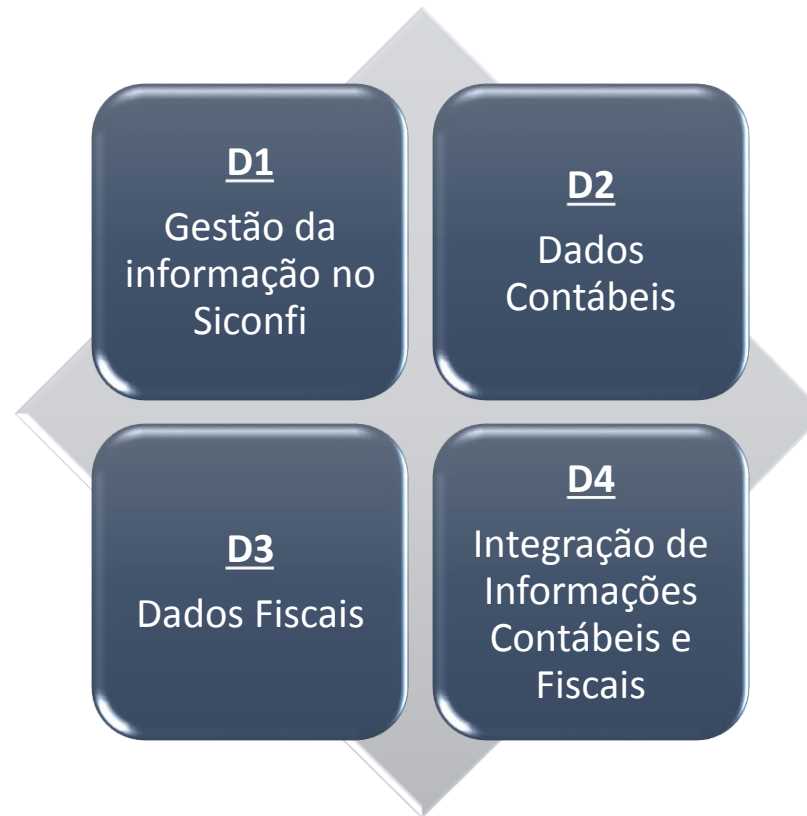 D1
Gestão da
informação no
Siconfi
D2
Dados
Contábeis
D3
Dados Fiscais
D4
Integração de
Informações
Contábeis e
Fiscais